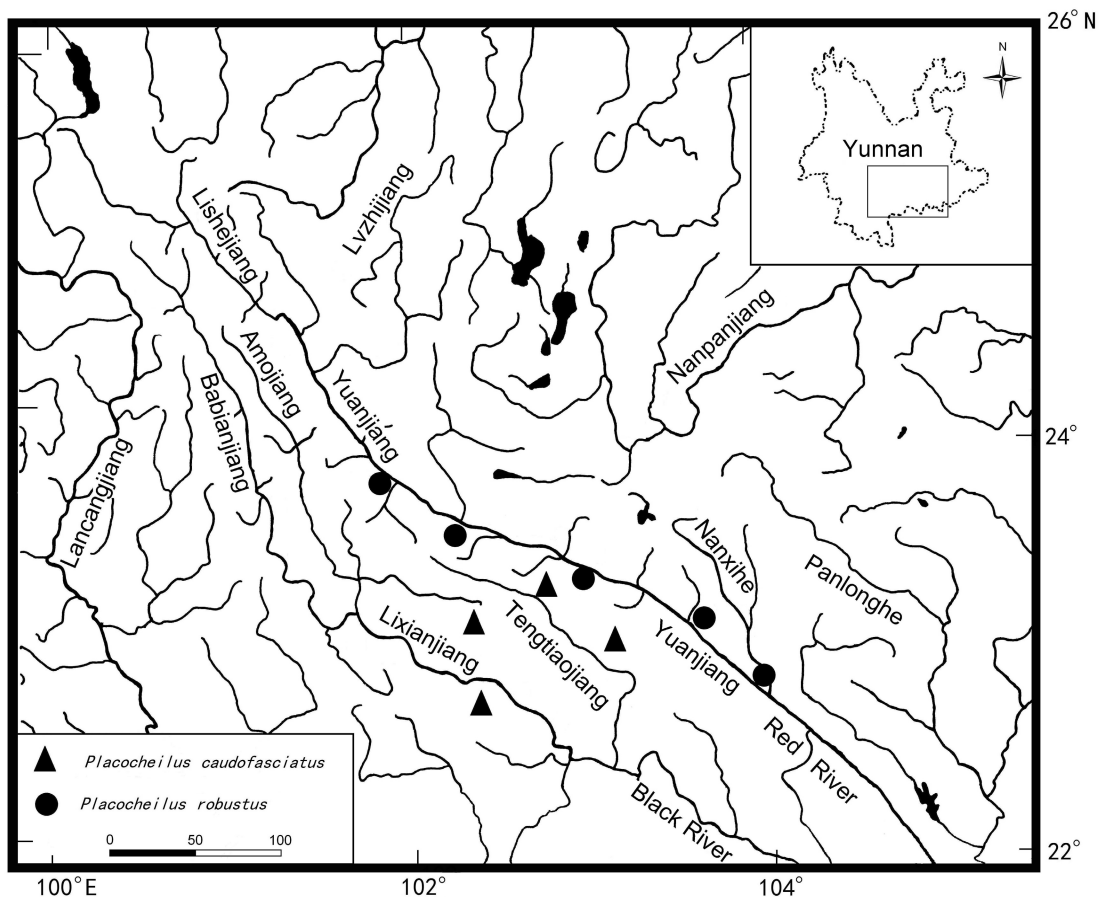 26°N
N
Yunnan
Lishejiang
Lvzhijiang
Nanpanjiang
Amojiang
Yuanjiang
Babianjiang
24°
Lancangjiang
Nanxihe
Panlonghe
Lixianjiang
Tengtiaojiang
Yuanjiang
Red River
Black River
Placocheilus caudofasciatus
Placocheilus robustus
0 50 100
22°
100°E 102° 104°